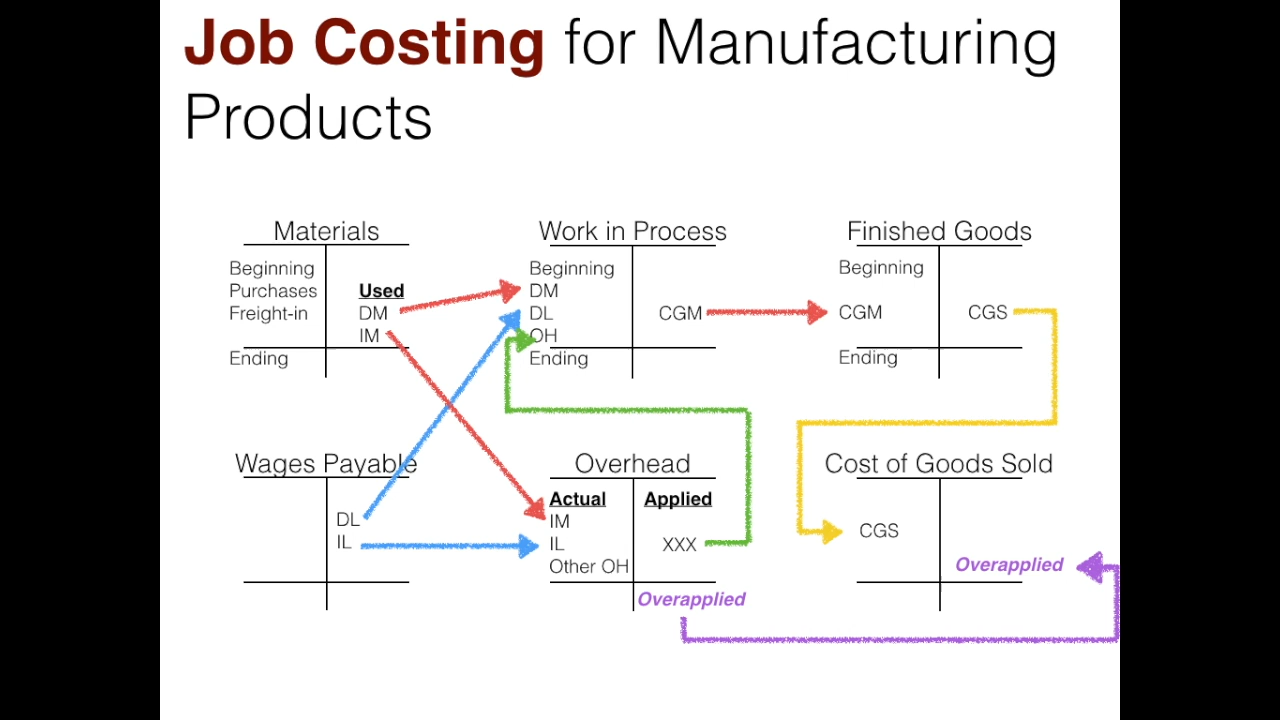 Job Costing for Manufacturing
Products
Materials
Beginning
Purchases
Freight-in
Used
DM
IM
Ending
Work in Process
Beginning
DM
DL
OH
Ending
CGM
Finished Goods
Beginning
CGM
CGS
Ending
Wages Payable
DL
IL
Overhead
Actual
IM
IL
Other OH
Applied
XXX
Overapplied
Cost of Goods Sold
CGS
Overapplied